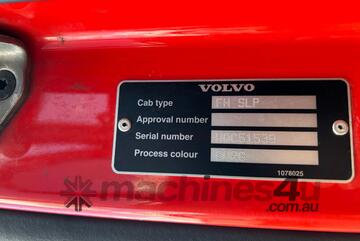 VOLVO
Cab type FH SLP
Approval number
Serial number
Process colour
1078025
machines4u
.com.au